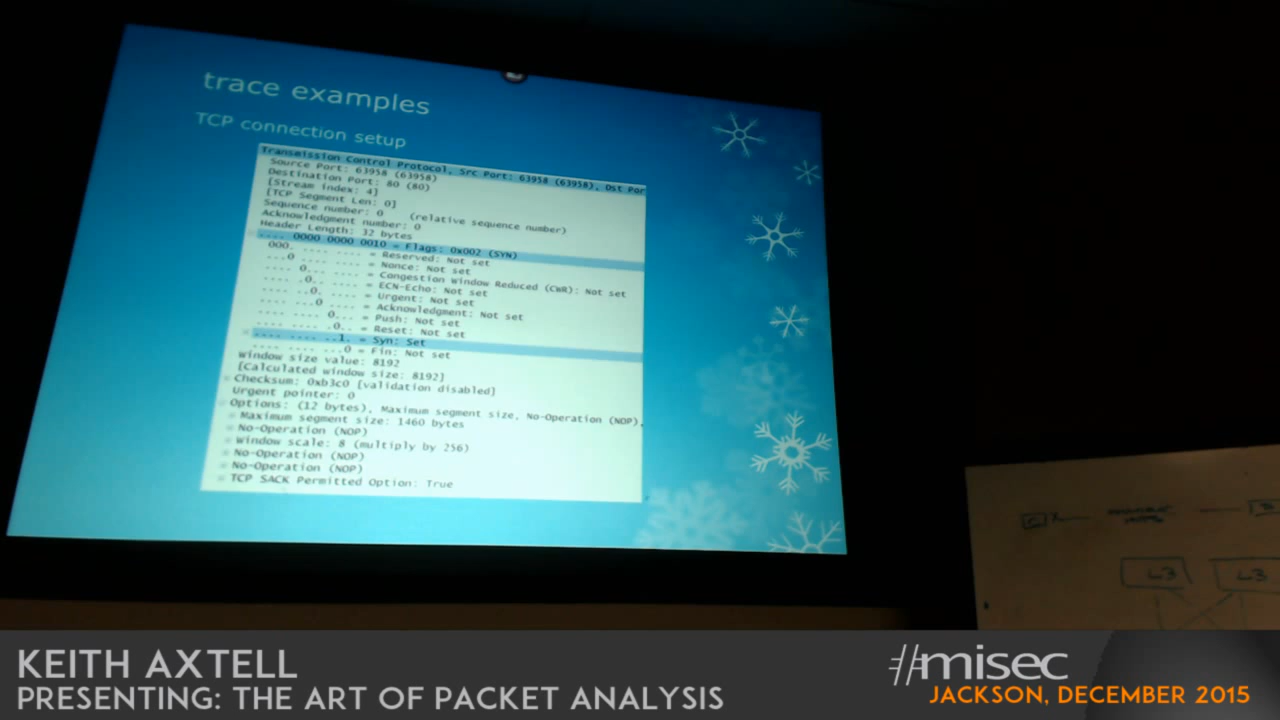 trace examples
TCP connection setup
Transmission Control Protocol, Src Port: 63958 (63958), Dst Por
Source Port: 63958 (63958)
Destination Port: 80 (80)
[Stream index: 4]
[TCP Segment Len: 0]
Sequence number: 0 (relative sequence number)
Acknowledgment number: 0
Header Length: 32 bytes
.... 0000 0000 0010 = Flags: 0x002 (SYN)
000. .... .... = Reserved: Not set
...0 .... .... = Nonce: Not set
.... 0... .... = Congestion Window Reduced (CWR): Not set
.... .0.. .... = ECN-Echo: Not set
.... ..0. .... = Urgent: Not set
.... ...0 .... = Acknowledgment: Not set
.... .... 0... = Push: Not set
.... .... .0.. = Reset: Not set
.... .... ..1. = Syn: Set
.... .... ...0 = Fin: Not set
Window size value: 8192
[Calculated window size: 8192]
Checksum: 0xb3c0 [validation disabled]
Urgent pointer: 0
Options: (12 bytes), Maximum segment size, No-Operation (NOP),
Maximum segment size: 1460 bytes
No-Operation (NOP)
Window scale: 8 (multiply by 256)
No-Operation (NOP)
No-Operation (NOP)
TCP SACK Permitted Option: True
L3 L3
KEITH AXTELL
PRESENTING: THE ART OF PACKET ANALYSIS
#misec
JACKSON, DECEMBER 2015